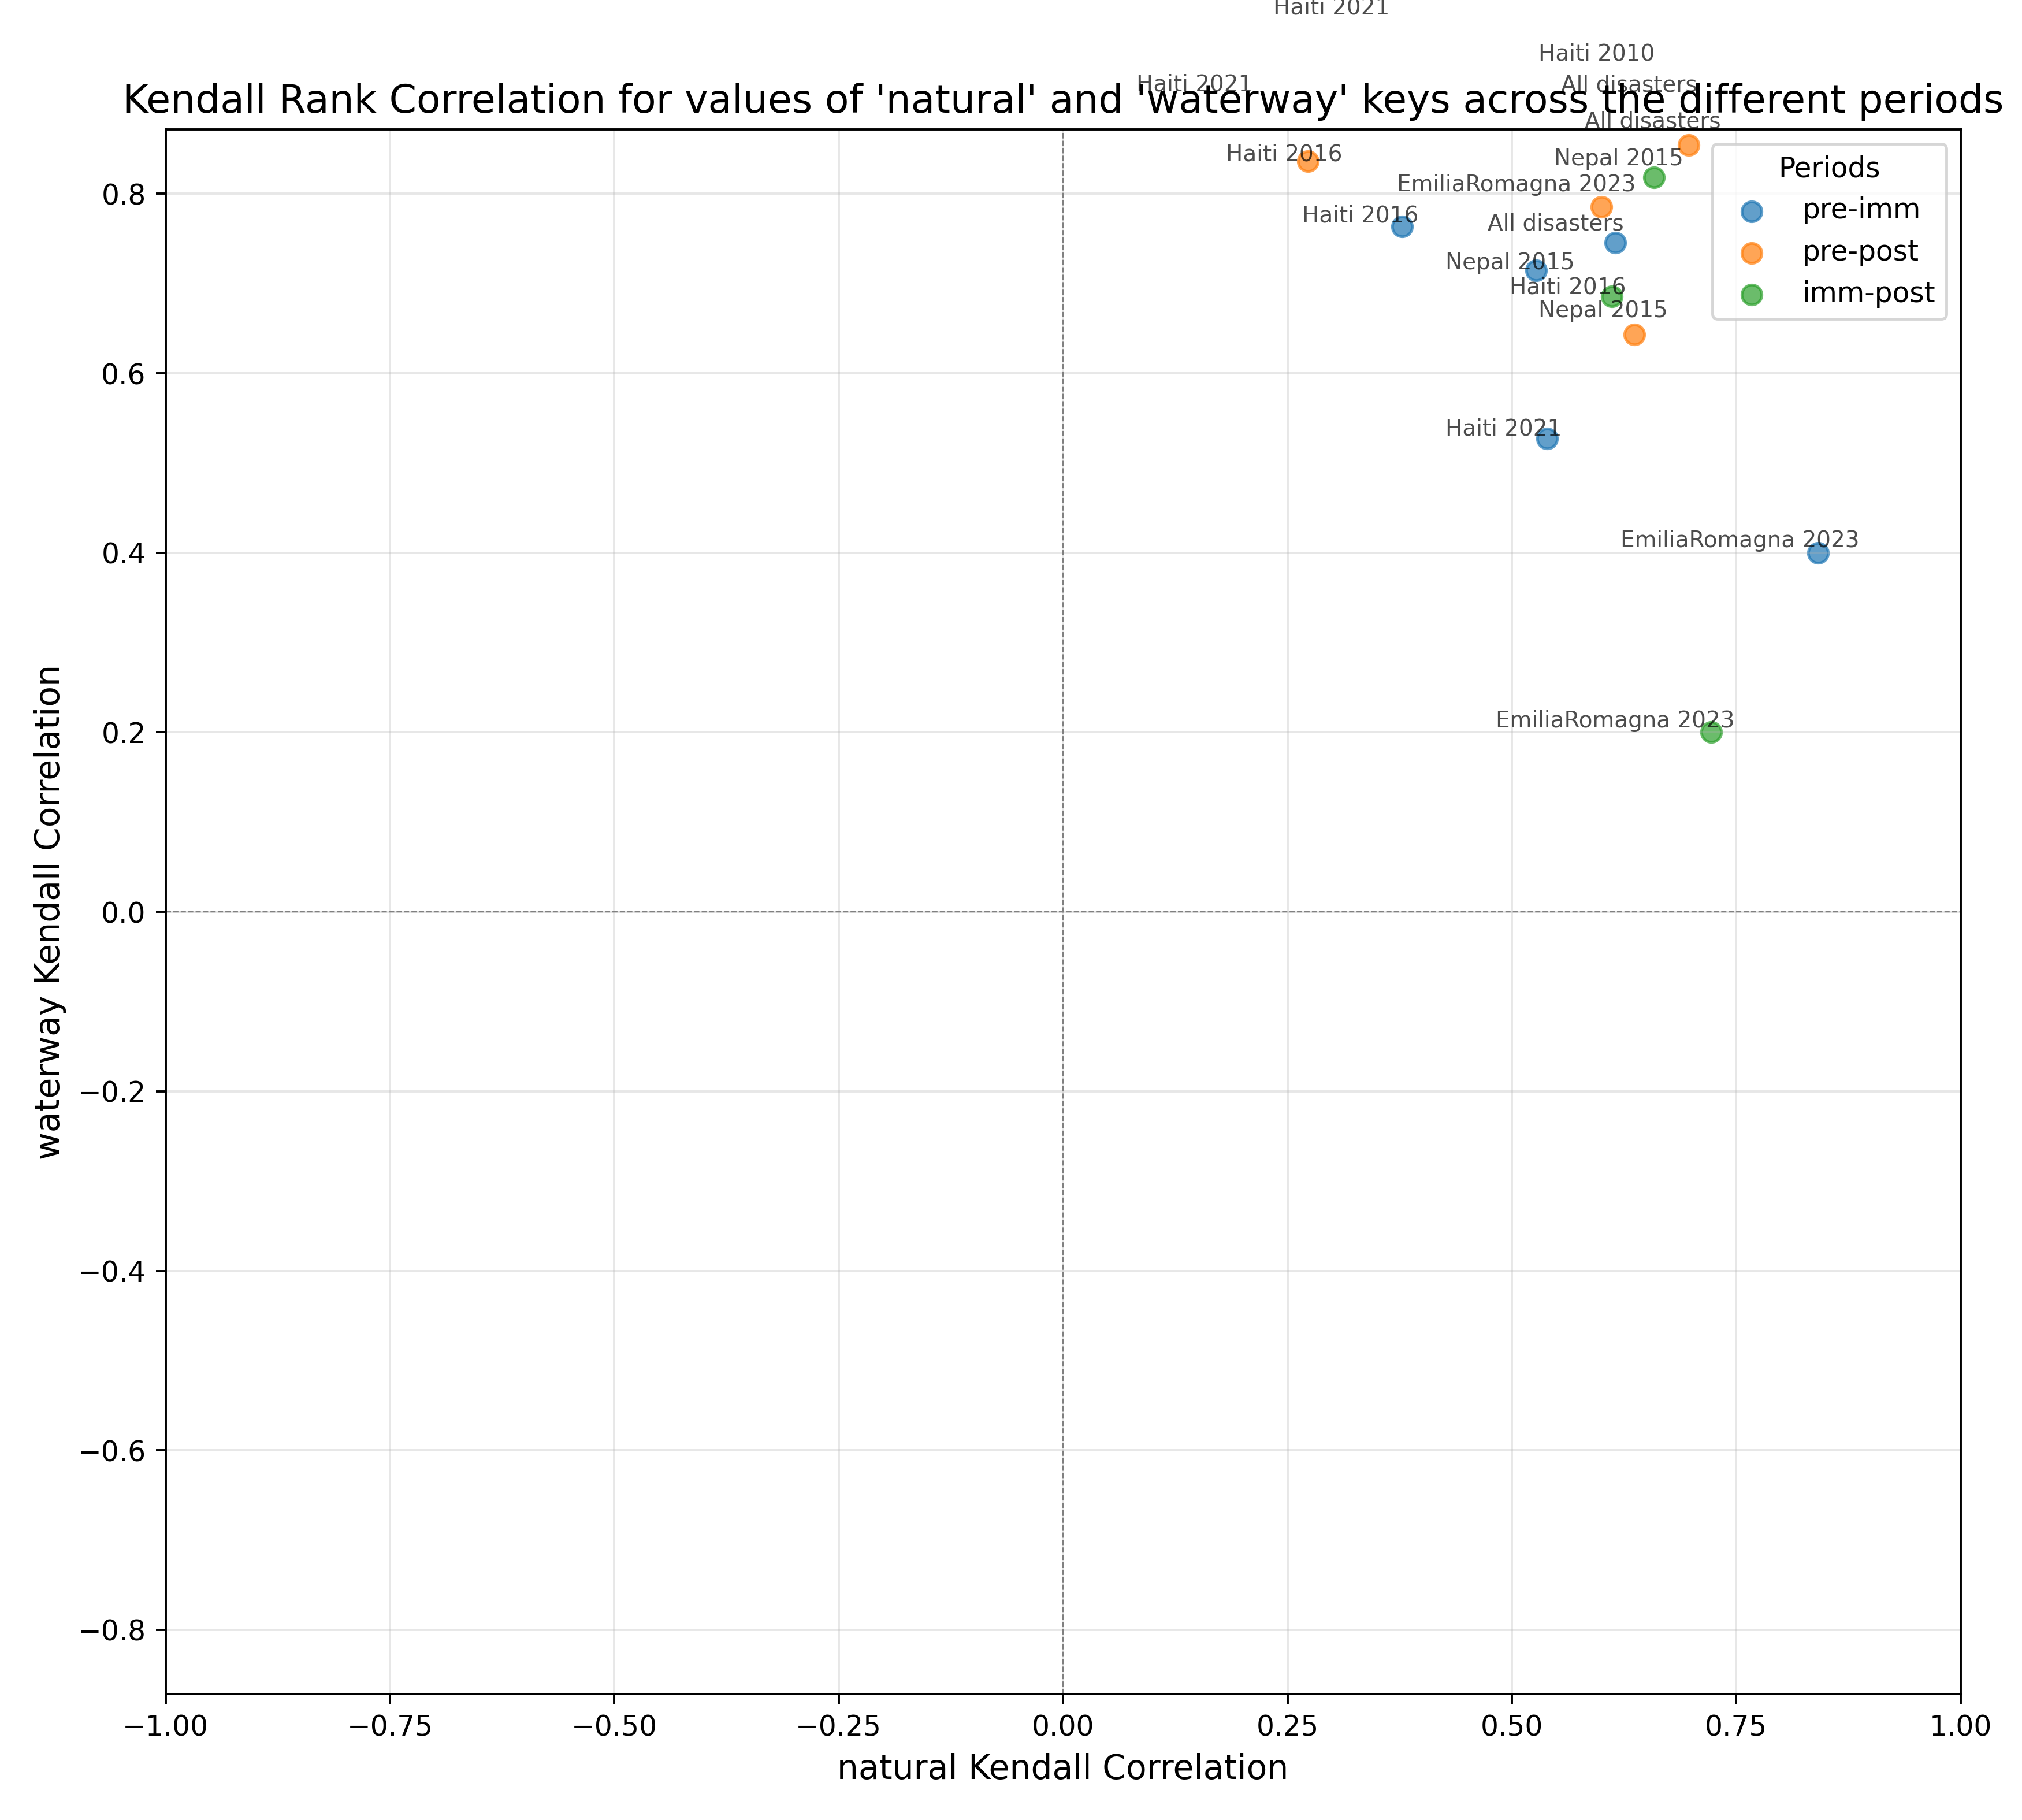 Haiti 2021
Haiti 2010
Haiti 2021
All disasters
Kendall Rank Correlation for values of 'natural' and 'waterway' keys across the different periods
All disasters
Haiti 2016
Nepal 2015
EmiliaRomagna 2023
Haiti 2016
All disasters
Nepal 2015
Haiti 2016
Nepal 2015
Haiti 2021
EmiliaRomagna 2023
EmiliaRomagna 2023
Periods
pre-imm
pre-post
imm-post
waterway Kendall Correlation
0.8
0.6
0.4
0.2
0.0
−0.2
−0.4
−0.6
−0.8
−1.00
−0.75
−0.50
−0.25
0.00
0.25
0.50
0.75
1.00
natural Kendall Correlation